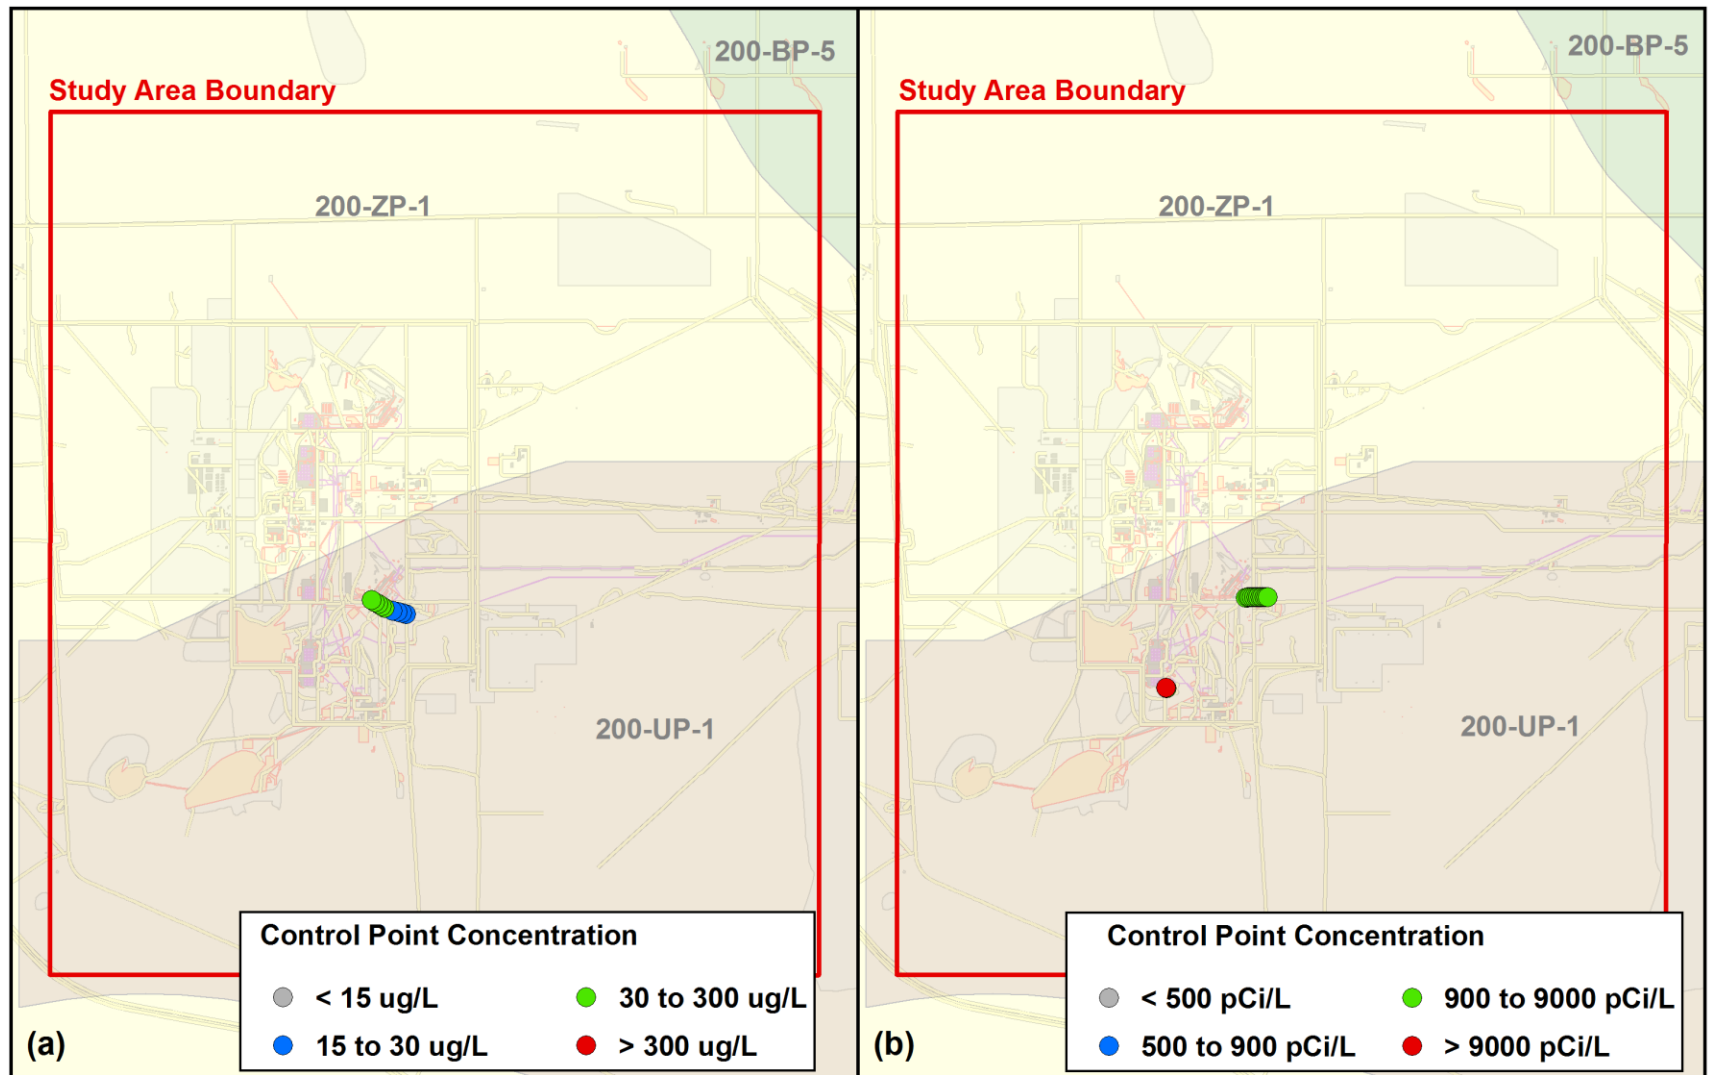 200-BP-5
Study Area Boundary
200-ZP-1
200-UP-1
Control Point Concentration
< 15 ug/L
30 to 300 ug/L
15 to 30 ug/L
> 300 ug/L
(a)
200-BP-5
Study Area Boundary
200-ZP-1
200-UP-1
Control Point Concentration
< 500 pCi/L
900 to 9000 pCi/L
500 to 900 pCi/L
> 9000 pCi/L
(b)